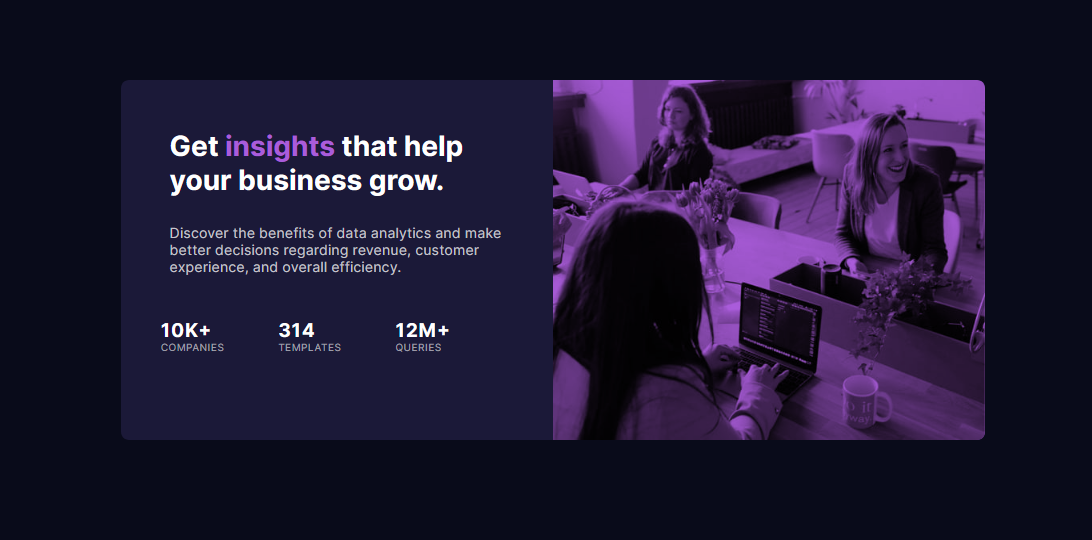 Get insights that help
your business grow.
Discover the benefits of data analytics and make
better decisions regarding revenue, customer
experience, and overall efficiency.
10K+ 314 12M+
COMPANIES TEMPLATES QUERIES